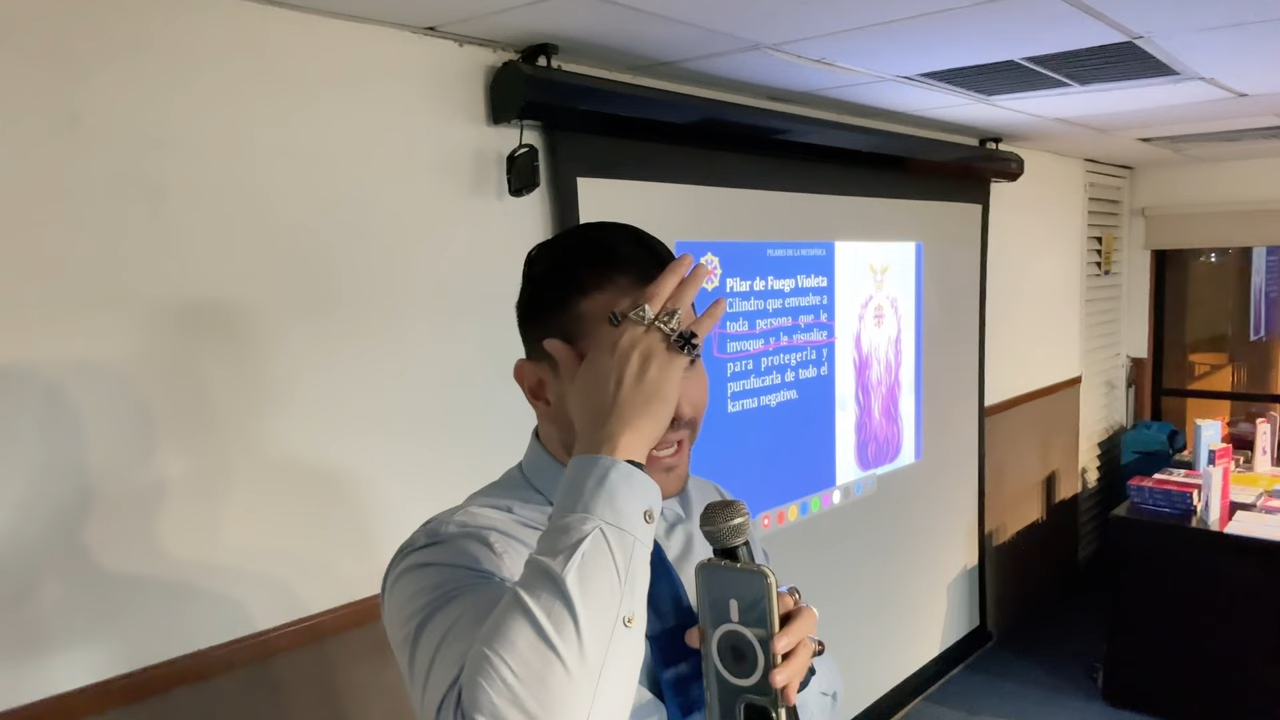 PILARES DE LA METAFÍSICA
Pilar de Fuego Violeta
Cilindro que envuelve a
toda persona que le
invoque y la visualice
para protegerla y
purufucarla de todo el
karma negativo.